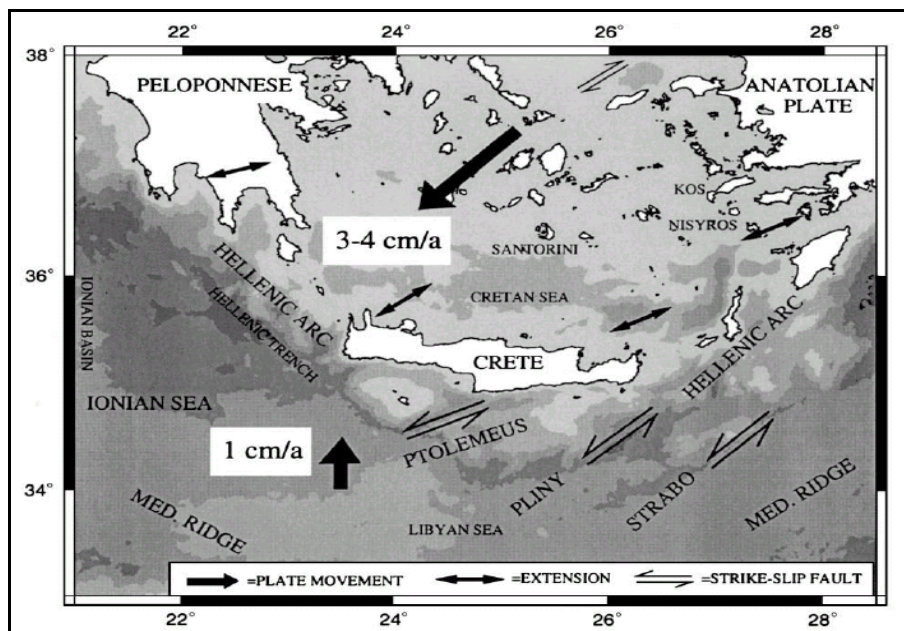 22° 24° 26° 28°
38°
PELOPONNESE
ANATOLIAN
PLATE
KOS
3-4 cm/a
NISYROS
SANTORINI
36°
IONIAN BASIN
HELLENIC ARC
HELLENIC TRENCH
CRETAN SEA
HELLENIC ARC
CRETE
IONIAN SEA
PTOLEMEUS
1 cm/a
PLINY
STRABO
34°
MED. RIDGE
MED. RIDGE
LIBYAN SEA
=PLATE MOVEMENT =EXTENSION =STRIKE-SLIP FAULT
22° 24° 26° 28°